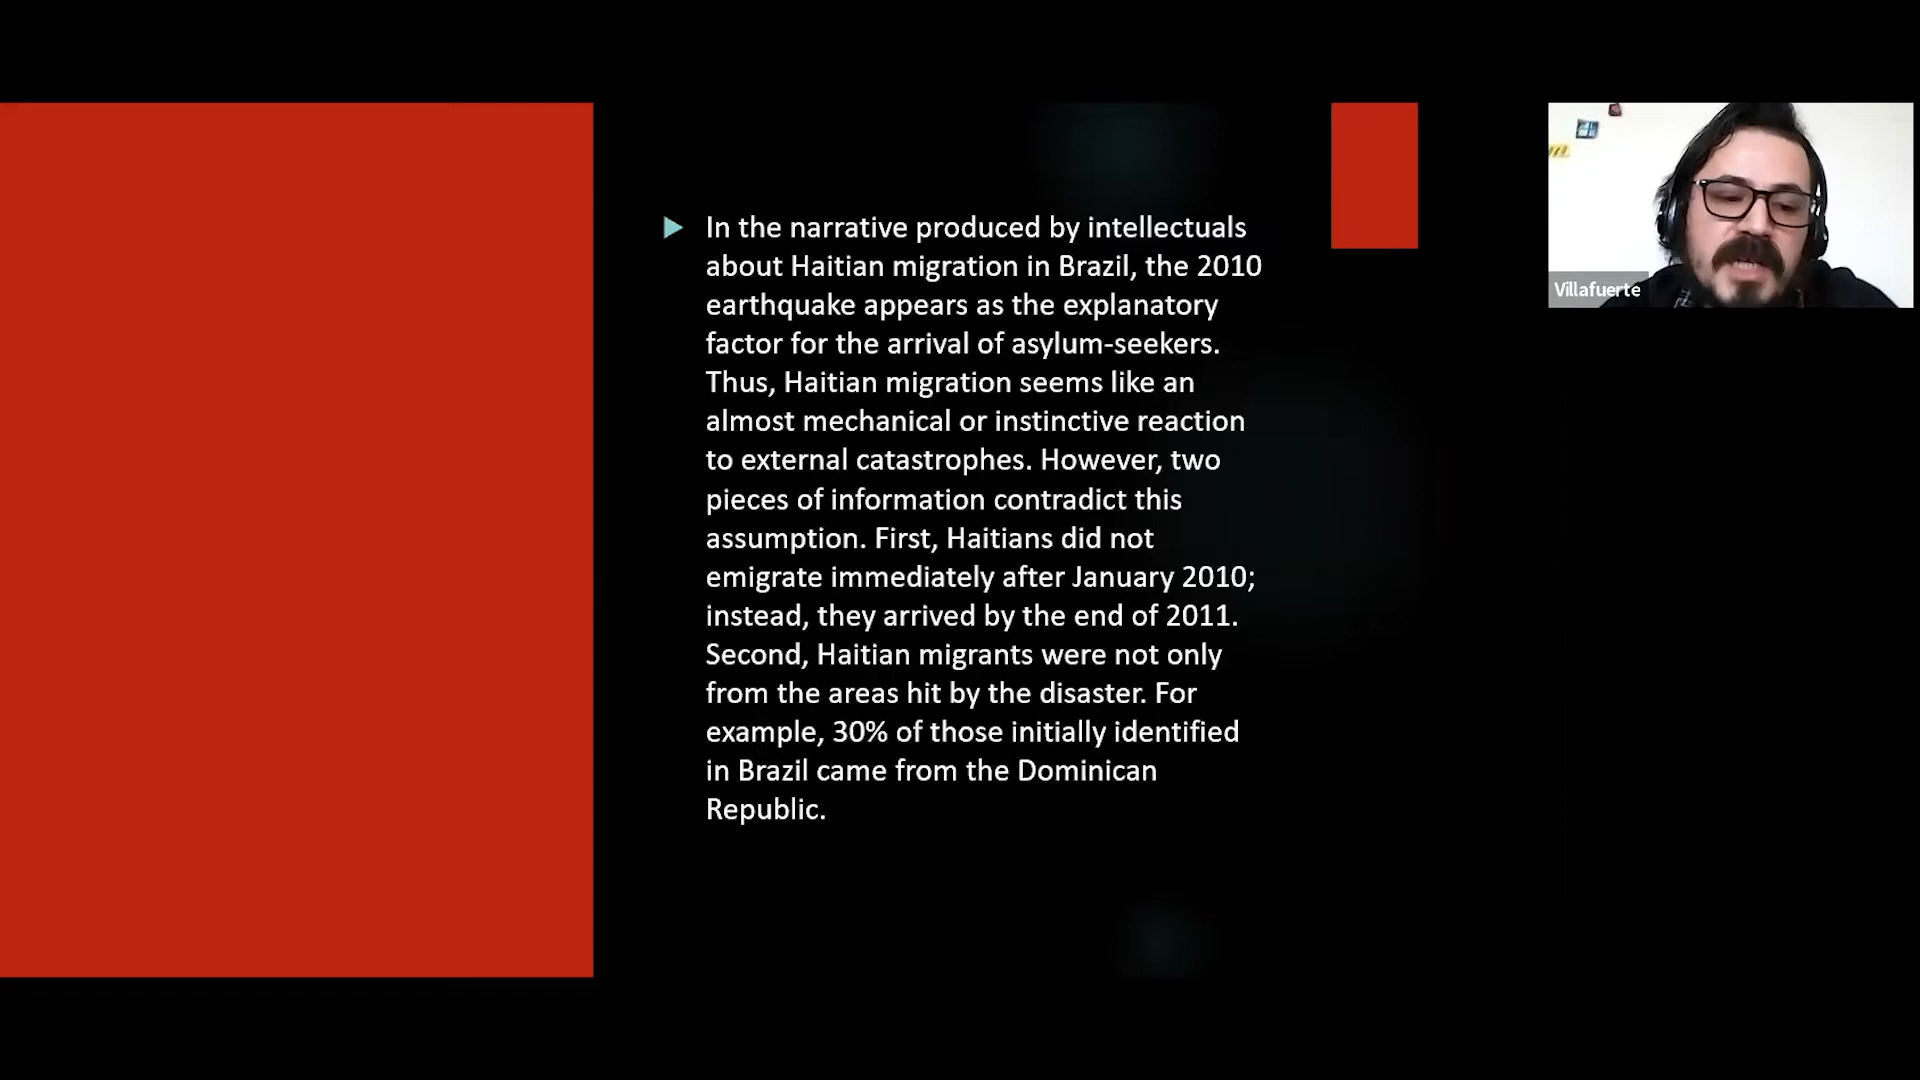 In the narrative produced by intellectuals
about Haitian migration in Brazil, the 2010
earthquake appears as the explanatory
factor for the arrival of asylum-seekers.
Thus, Haitian migration seems like an
almost mechanical or instinctive reaction
to external catastrophes. However, two
pieces of information contradict this
assumption. First, Haitians did not
emigrate immediately after January 2010;
instead, they arrived by the end of 2011.
Second, Haitian migrants were not only
from the areas hit by the disaster. For
example, 30% of those initially identified
in Brazil came from the Dominican
Republic.
Villafuerte